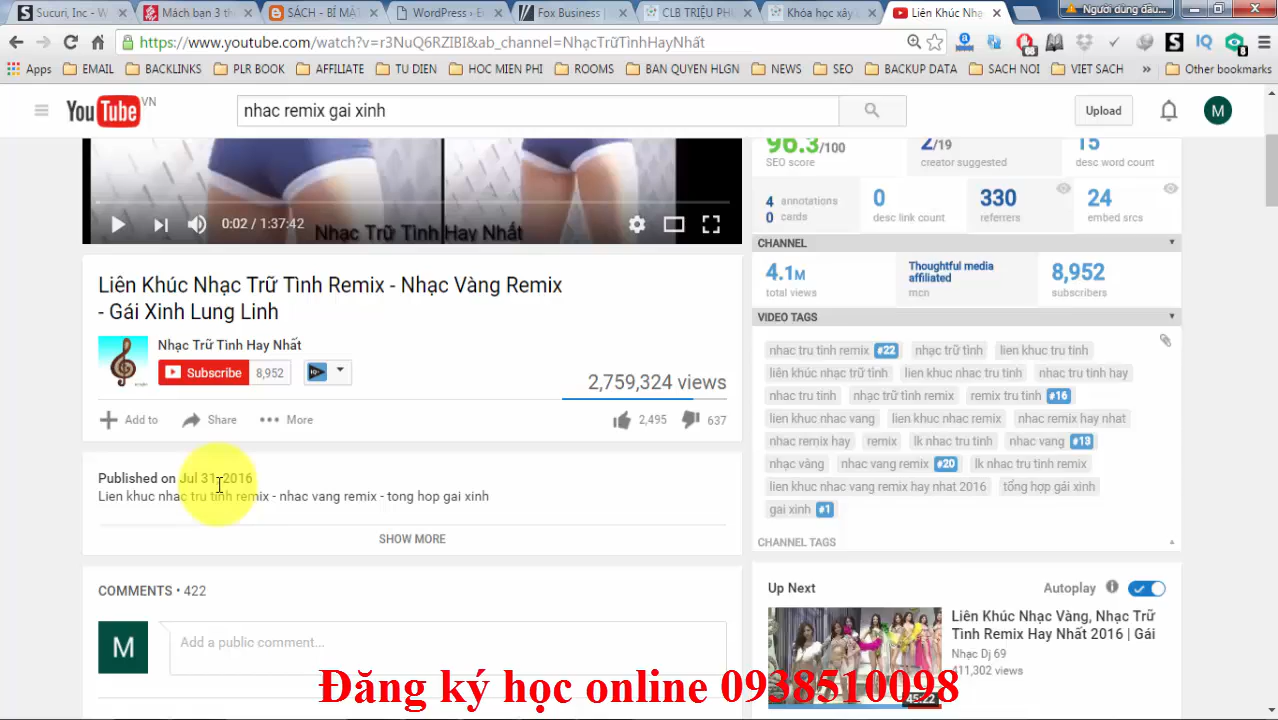 Sucuri, Inc. - W
Mách bạn 3 th
SÁCH - BÍ MẬT
WordPress › E
Fox Business
CLB TRIỆU PH
Khóa học xây
Liên Khúc Nhạ
Người dùng đầu...
https://www.youtube.com/watch?v=r3NuQ6RZIBI&ab_channel=NhạcTrữTìnhHayNhất
Apps EMAIL BACKLINKS PLR BOOK AFFILIATE TU DIEN HOC MIEN PHI ROOMS BAN QUYEN HLGN NEWS SEO BACKUP DATA SACH NOI VIET SACH » Other bookmarks
YouTube VN
nhac remix gai xinh
Upload
M
0:02 / 1:37:42
Nhạc Trữ Tình Hay Nhất
Liên Khúc Nhạc Trữ Tình Remix - Nhạc Vàng Remix
- Gái Xinh Lung Linh
Nhạc Trữ Tình Hay Nhất
Subscribe 8,952
2,759,324 views
Add to Share More 2,495 637
Published on Jul 31, 2016
Lien khuc nhac tru tinh remix - nhac vang remix - tong hop gai xinh
SHOW MORE
COMMENTS • 422
M
Add a public comment...
96.3/100 2/19 15
SEO score creator suggested desc word count
4 annotations
0 cards
0 desc link count
330 referrers
24 embed srcs
CHANNEL
4.1M total views
Thoughtful media
affiliated
mcn
8,952 subscribers
VIDEO TAGS
nhac tru tinh remix #22 nhạc trữ tình lien khuc tru tinh
liên khúc nhạc trữ tình lien khuc nhac tru tinh nhac tru tinh hay
nhac tru tinh nhạc trữ tình remix remix tru tinh #16
lien khuc nhac vang lien khuc nhac remix nhac remix hay nhat
nhac remix hay remix lk nhac tru tinh nhac vang #13
nhạc vàng nhac vang remix #20 lk nhac tru tinh remix
lien khuc nhac vang remix hay nhat 2016 tổng hợp gái xinh
gai xinh #1
CHANNEL TAGS
Up Next Autoplay
Liên Khúc Nhạc Vàng, Nhạc Trữ
Tình Remix Hay Nhất 2016 | Gái
Nhạc Dj 69
411,302 views
45:22
Đăng ký học online 0938510098